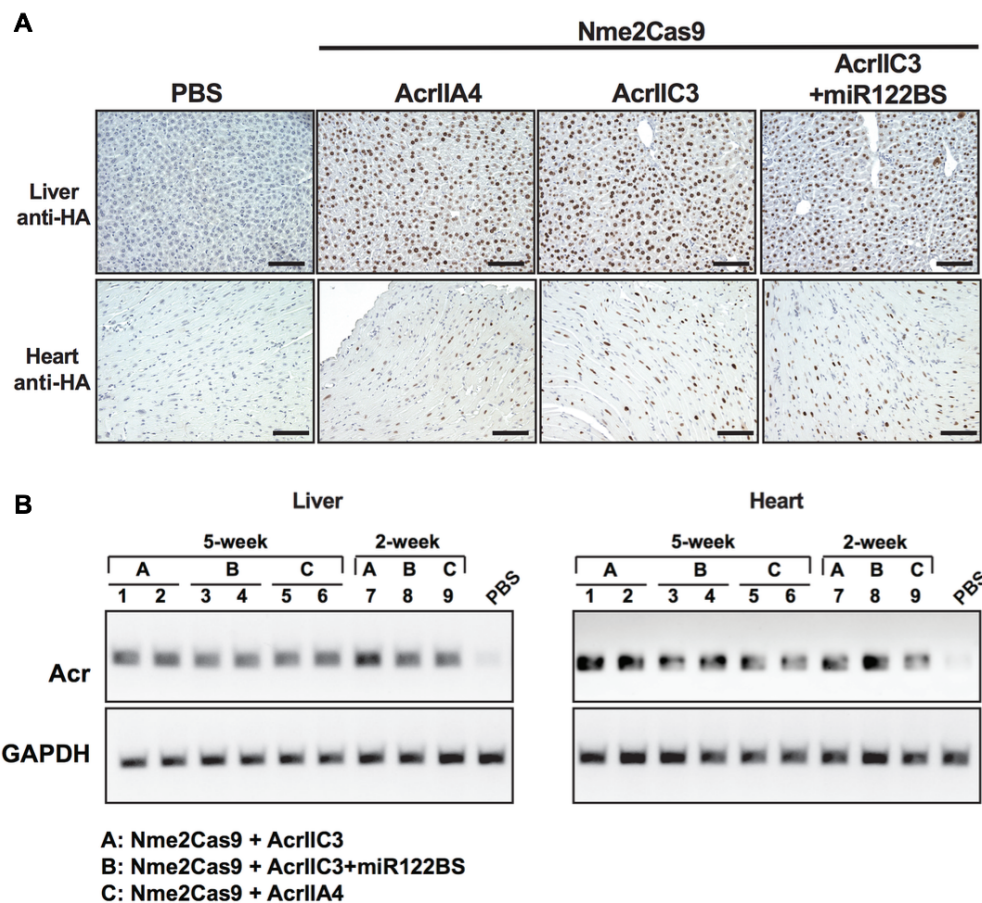 A
Nme2Cas9
PBS
AcrIIA4
AcrIIC3
AcrIIC3
+miR122BS
Liver
anti-HA
Heart
anti-HA
B
Liver
Heart
5-week
2-week
A B C A B C
1 2 3 4 5 6 7 8 9 PBS
5-week
2-week
A B C A B C
1 2 3 4 5 6 7 8 9 PBS
Acr
GAPDH
A: Nme2Cas9 + AcrIIC3
B: Nme2Cas9 + AcrIIC3+miR122BS
C: Nme2Cas9 + AcrIIA4